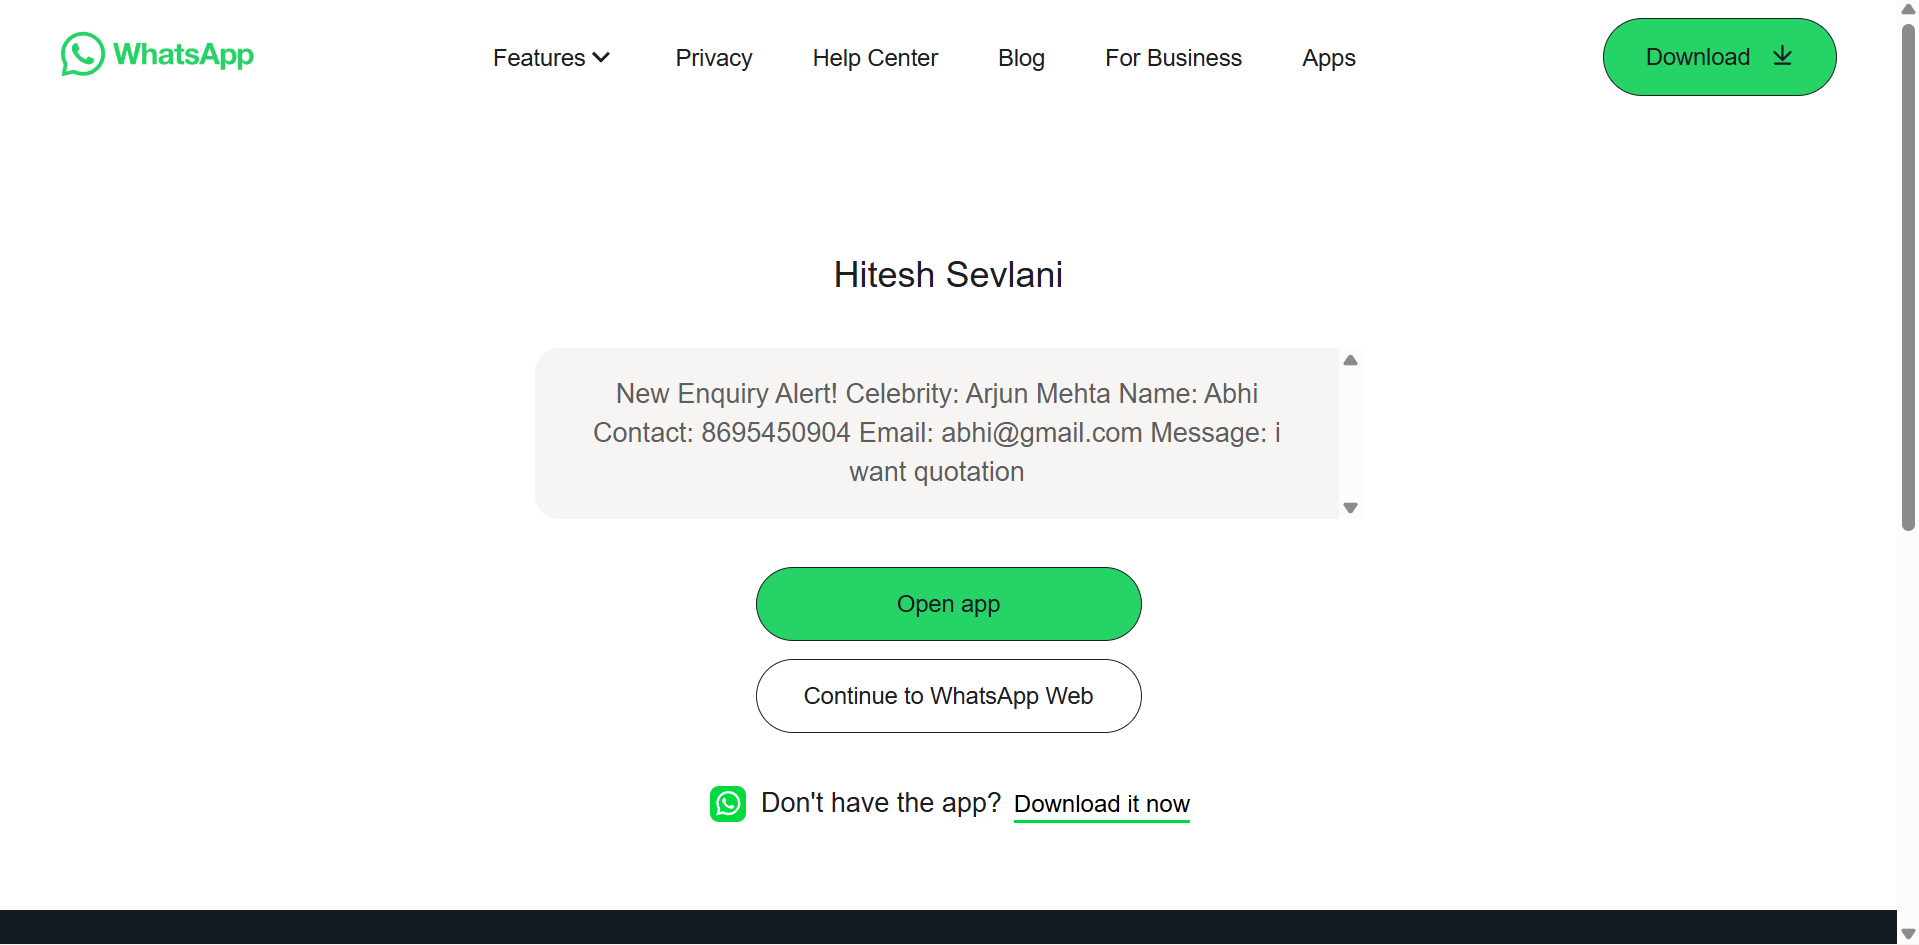 WhatsApp
Features
Privacy
Help Center
Blog
For Business
Apps
Download
Hitesh Sevlani
New Enquiry Alert! Celebrity: Arjun Mehta Name: Abhi
Contact: 8695450904 Email: abhi@gmail.com Message: i
want quotation
Open app
Continue to WhatsApp Web
Don't have the app? Download it now